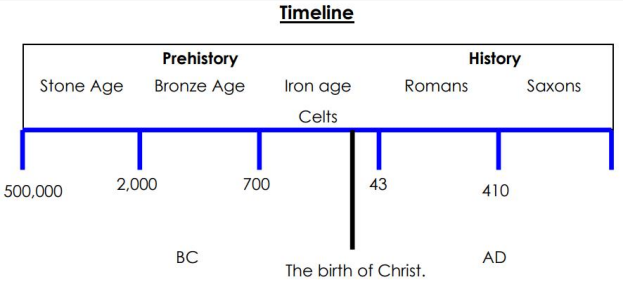 Timeline
Prehistory History
Stone Age Bronze Age Iron age Romans Saxons
Celts
500,000 2,000 700 43 410
BC AD
The birth of Christ.